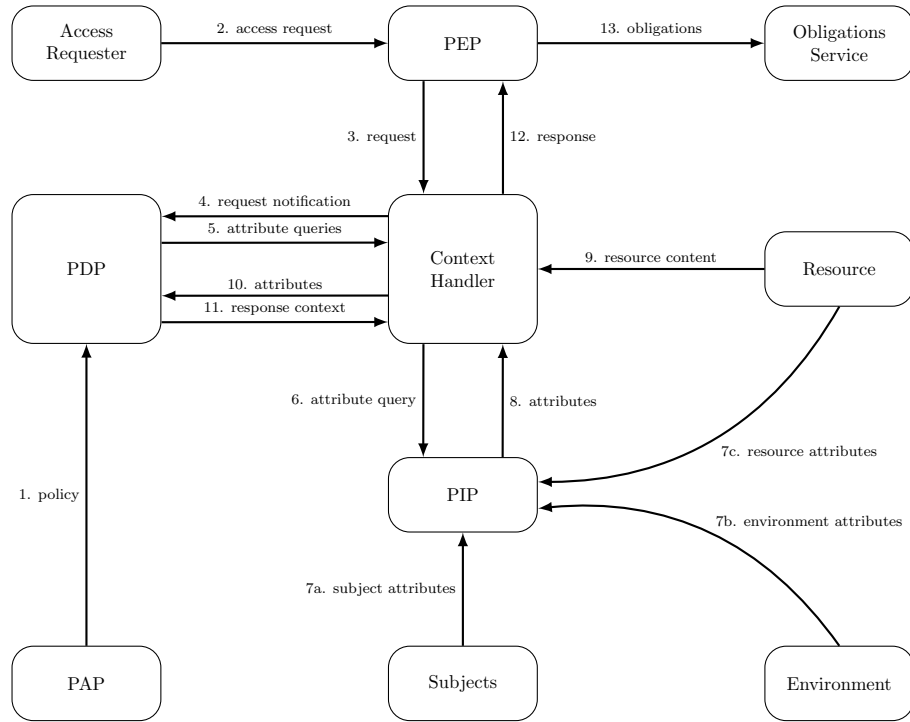 Access
Requester
2. access request
PEP
13. obligations
Obligations
Service
3. request
12. response
PDP
4. request notification
5. attribute queries
10. attributes
11. response context
Context
Handler
9. resource content
Resource
6. attribute query
8. attributes
7c. resource attributes
1. policy
PIP
7b. environment attributes
7a. subject attributes
PAP
Subjects
Environment